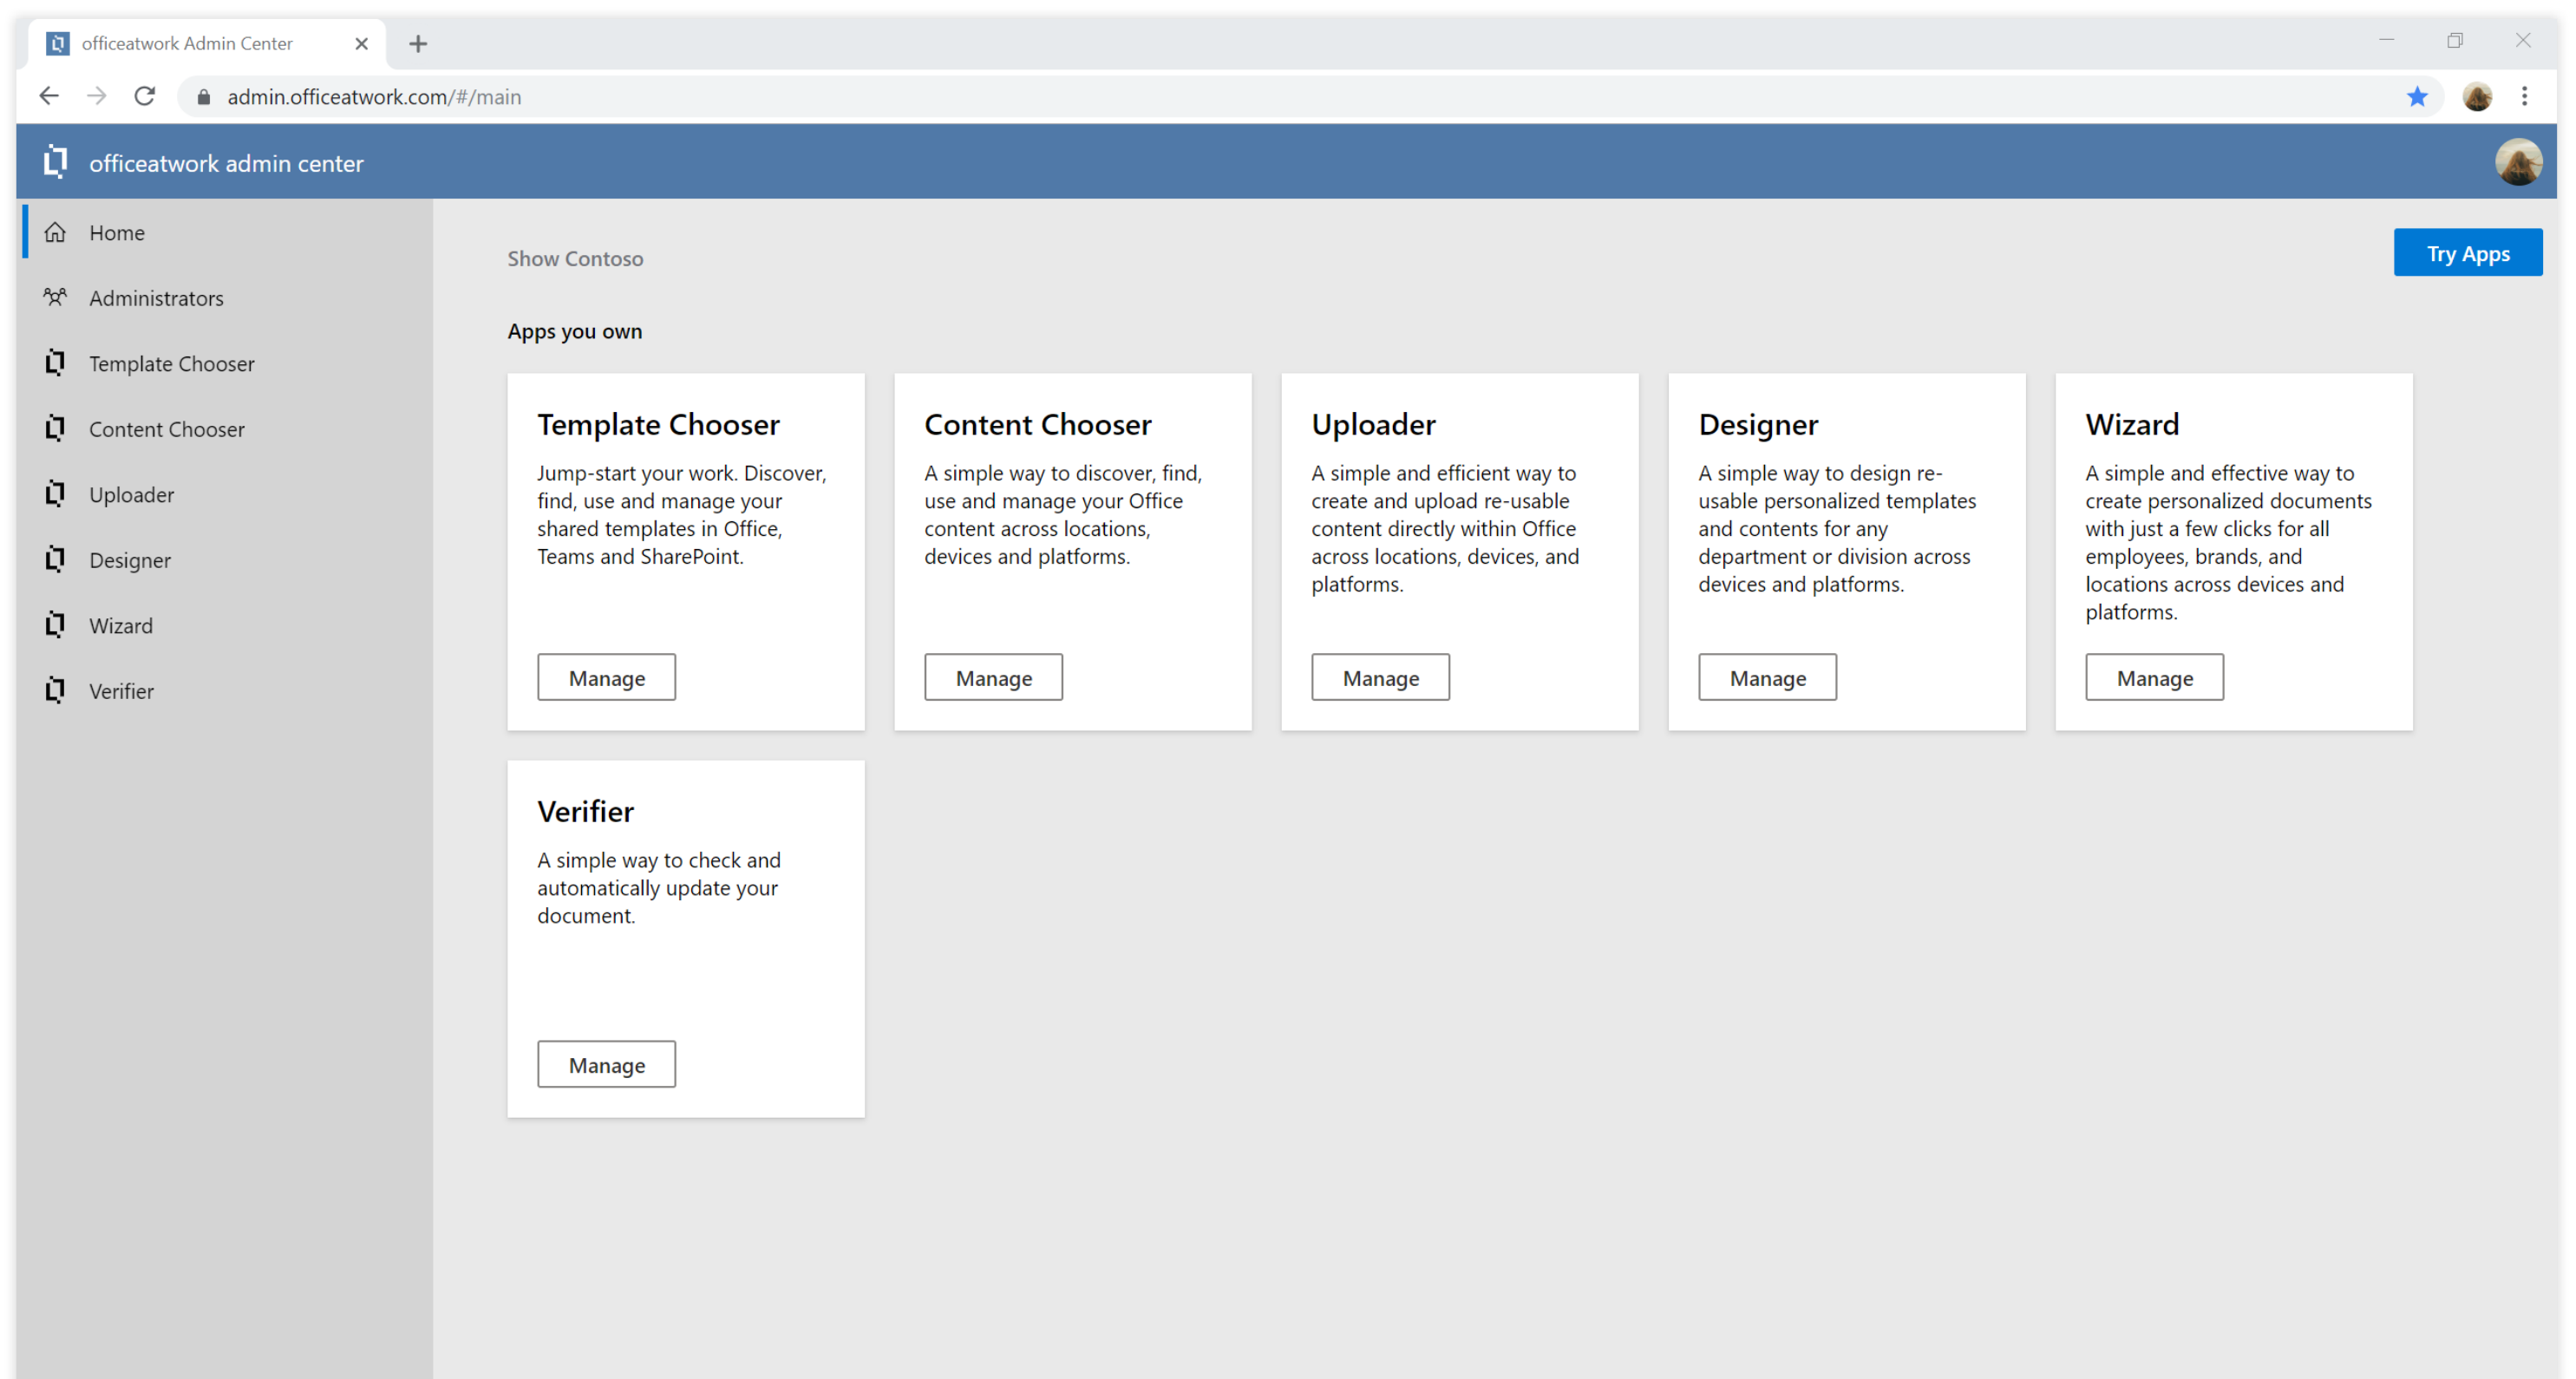 officeatwork Admin Center
admin.officeatwork.com/#/main
officeatwork admin center
Home
Administrators
Template Chooser
Content Chooser
Uploader
Designer
Wizard
Verifier
Show Contoso
Try Apps
Apps you own
Template Chooser
Jump-start your work. Discover,
find, use and manage your
shared templates in Office,
Teams and SharePoint.
Manage
Content Chooser
A simple way to discover, find,
use and manage your Office
content across locations,
devices and platforms.
Manage
Uploader
A simple and efficient way to
create and upload re-usable
content directly within Office
across locations, devices, and
platforms.
Manage
Designer
A simple way to design re-
usable personalized templates
and contents for any
department or division across
devices and platforms.
Manage
Wizard
A simple and effective way to
create personalized documents
with just a few clicks for all
employees, brands, and
locations across devices and
platforms.
Manage
Verifier
A simple way to check and
automatically update your
document.
Manage